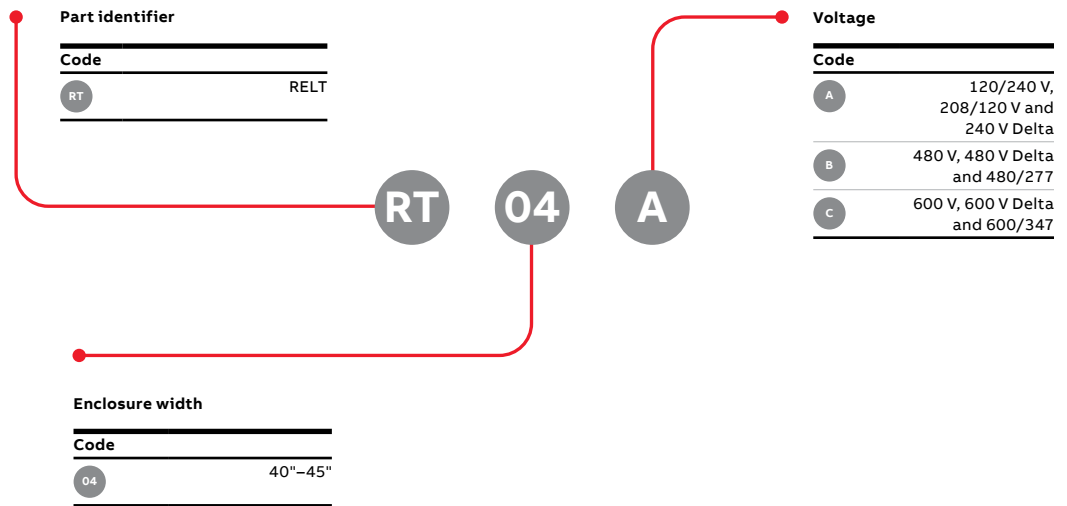 Part identifier
Code
RT
RELT
Voltage
Code
A
120/240 V,
208/120 V and
240 V Delta
B
480 V, 480 V Delta
and 480/277
C
600 V, 600 V Delta
and 600/347
RT 04 A
Enclosure width
Code
04
40"–45"